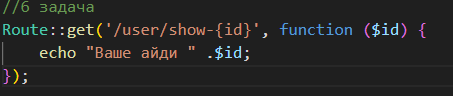 //6 задача
Route::get('/user/show-{id}', function ($id) {
    echo "Ваше айди " .$id;
});